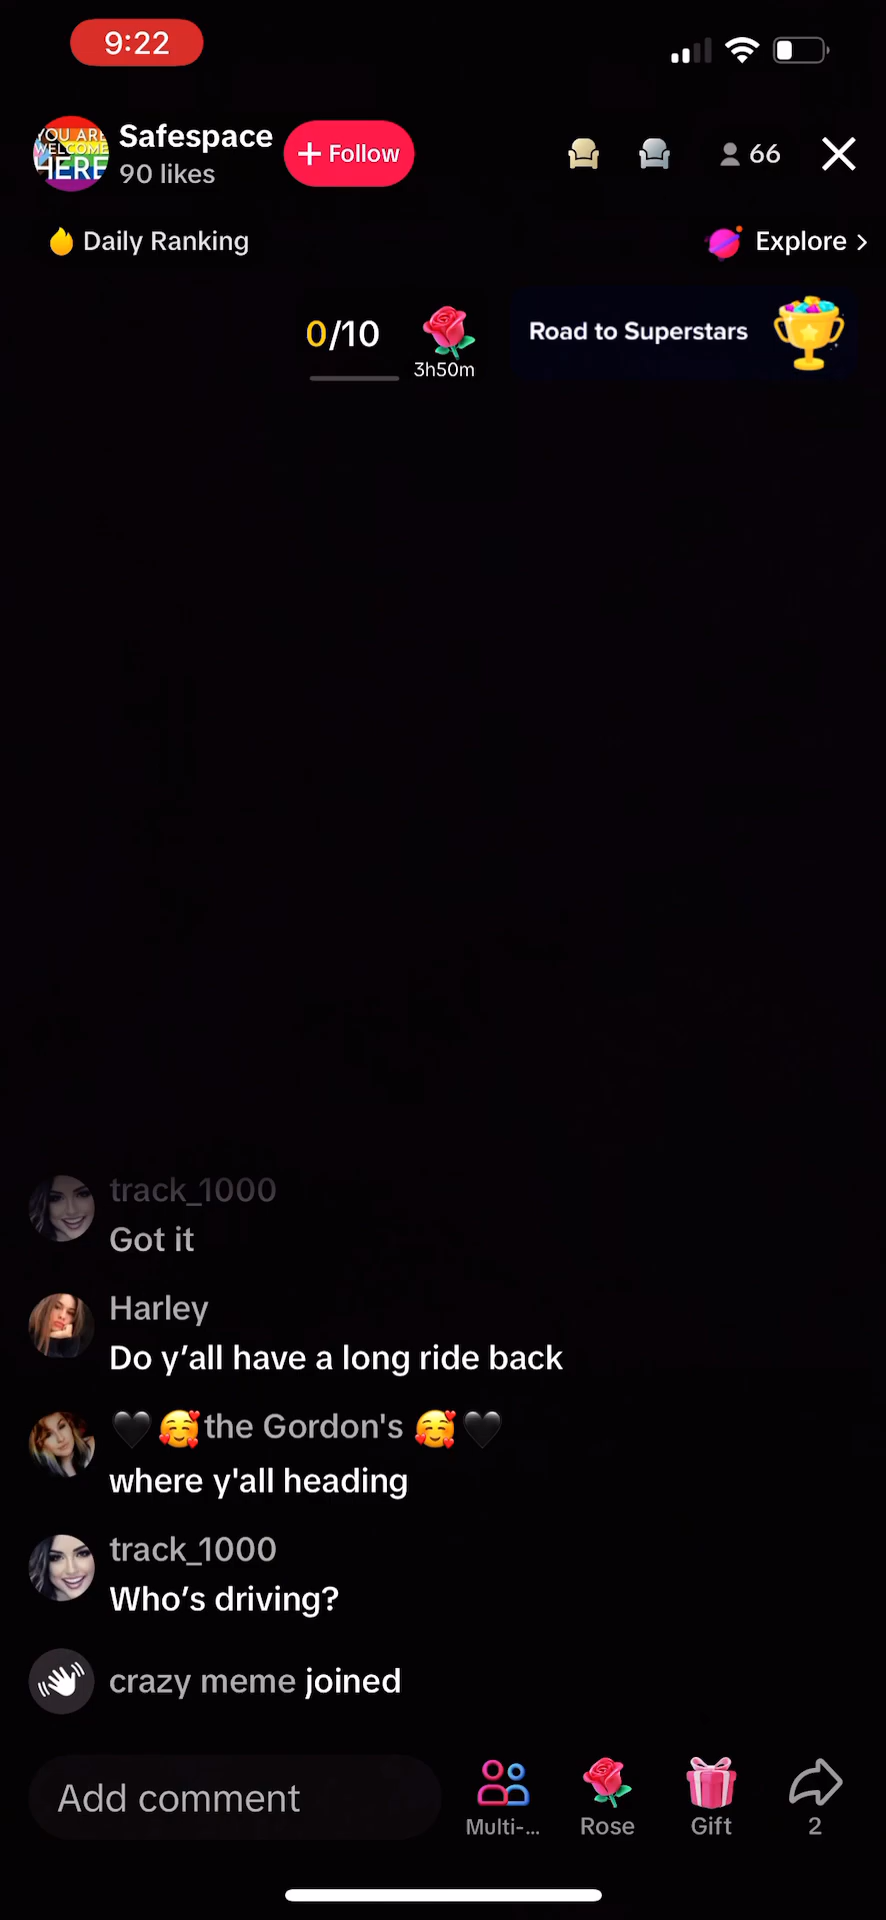 9:22
YOU ARE
WELCOME
HERE
Safespace
90 likes
+ Follow
66
Daily Ranking
Explore >
0/10
3h50m
Road to Superstars
track_1000
Got it
Harley
Do y’all have a long ride back
🖤🥰the Gordon's 🥰🖤
where y'all heading
track_1000
Who’s driving?
crazy meme joined
Add comment
Multi-...
Rose
Gift
2